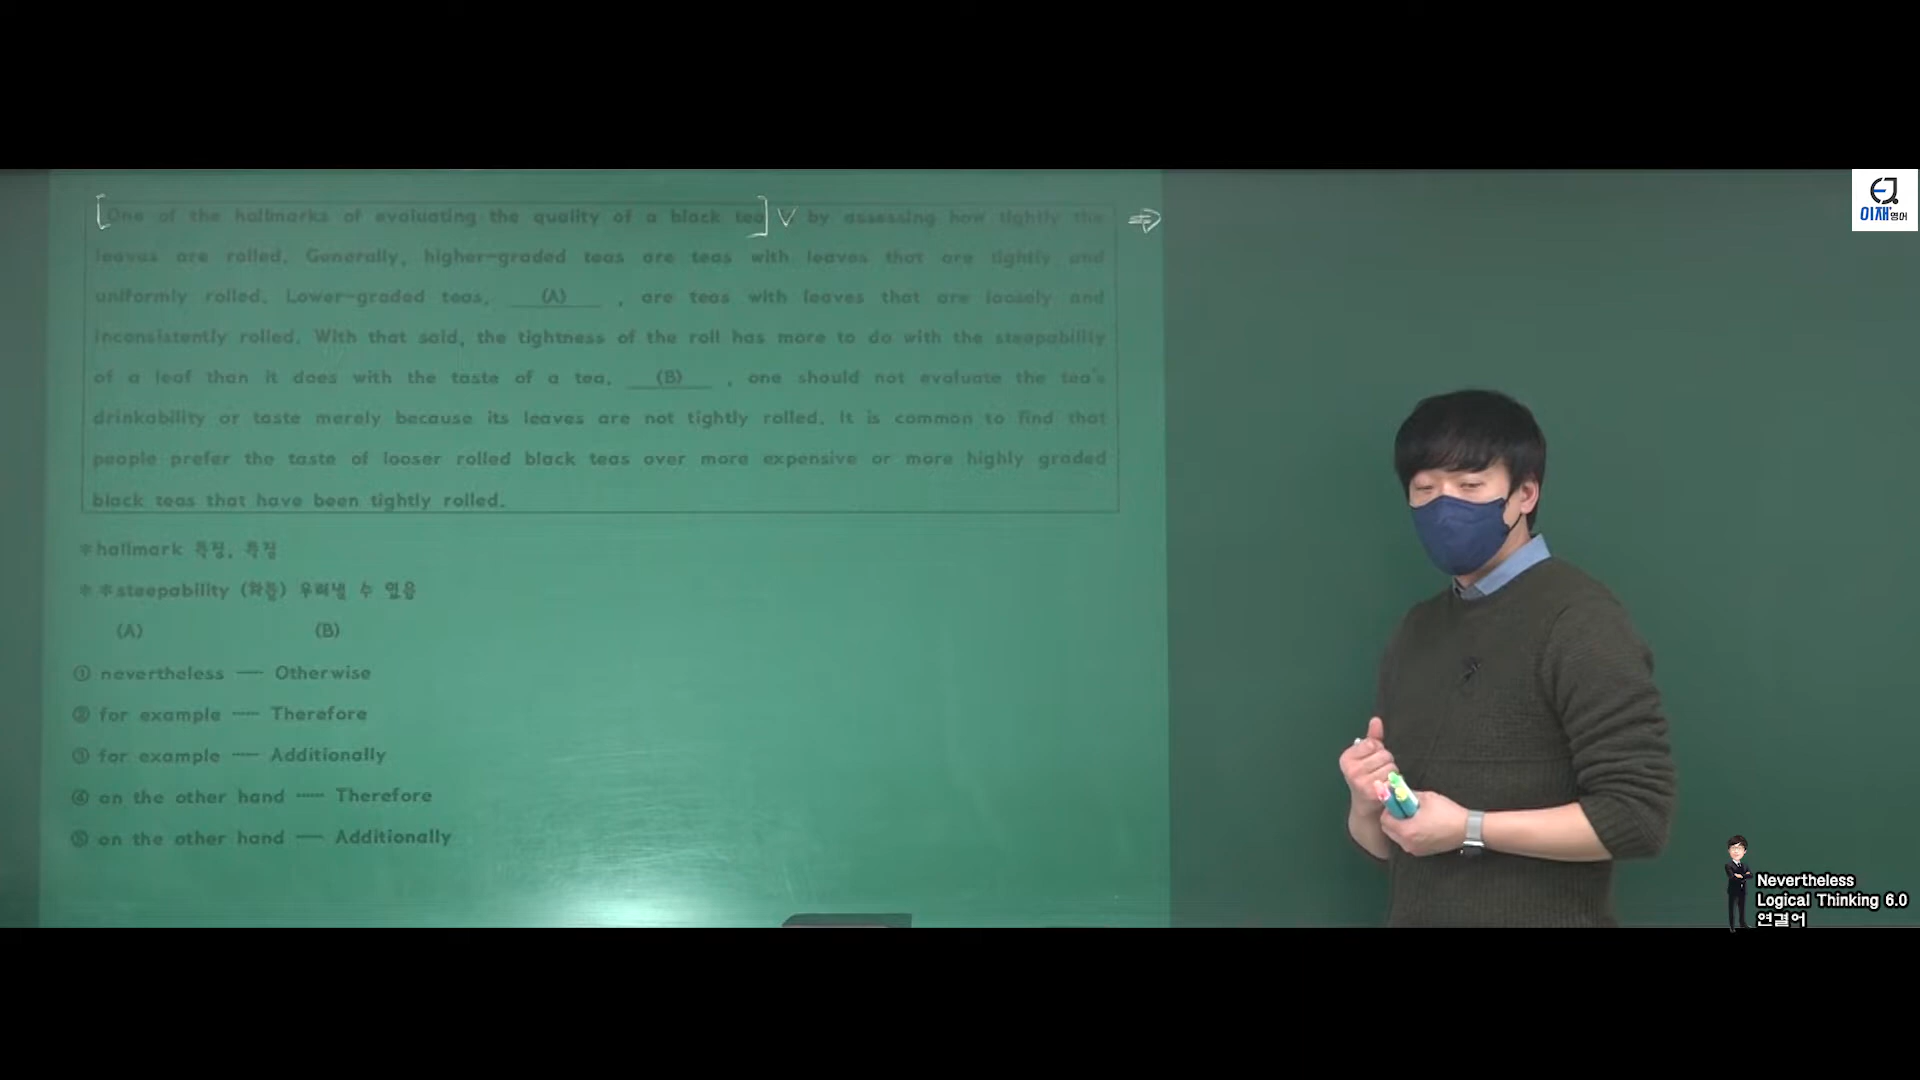 [One of the hallmarks of evaluating the quality of a black tea] V by assessing how tightly the ⇒
leaves are rolled. Generally, higher-graded teas are teas with leaves that are tightly and
uniformly rolled. Lower-graded teas, (A) , are teas with leaves that are loosely and
inconsistently rolled. With that said, the tightness of the roll has more to do with the steepability
of a leaf than it does with the taste of a tea. (B) , one should not evaluate the tea's
drinkability or taste merely because its leaves are not tightly rolled. It is common to find that
people prefer the taste of looser rolled black teas over more expensive or more highly graded
black teas that have been tightly rolled.
*hallmark 특징, 특질
**steepability (차를) 우려낼 수 있음
(A) (B)
① nevertheless ── Otherwise
② for example ┈┈ Therefore
③ for example ┈┈ Additionally
④ on the other hand ┈┈ Therefore
⑤ on the other hand ── Additionally
EJ
이재영어
Nevertheless
Logical Thinking 6.0
연결어